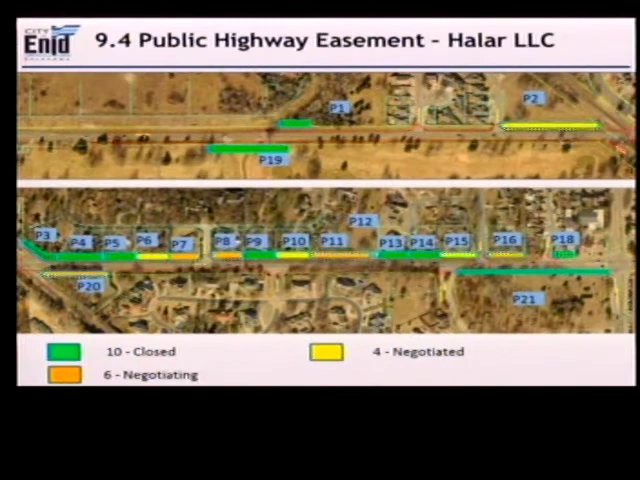 CITY
Enid
OKLAHOMA
9.4 Public Highway Easement - Halar LLC
P1
P2
P19
P3 P4 P5 P6 P7 P8 P9 P10 P11 P12 P13 P14 P15 P16 P18
P20
P21
10 - Closed
4 - Negotiated
6 - Negotiating